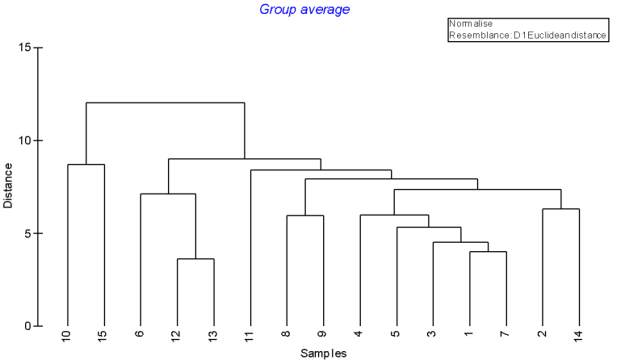 Group average
Normalise
Resemblance: D1 Euclidean distance
15
10
5
0
Distance
10 15 6 12 13 11 8 9 4 5 3 1 7 2 14
Samples